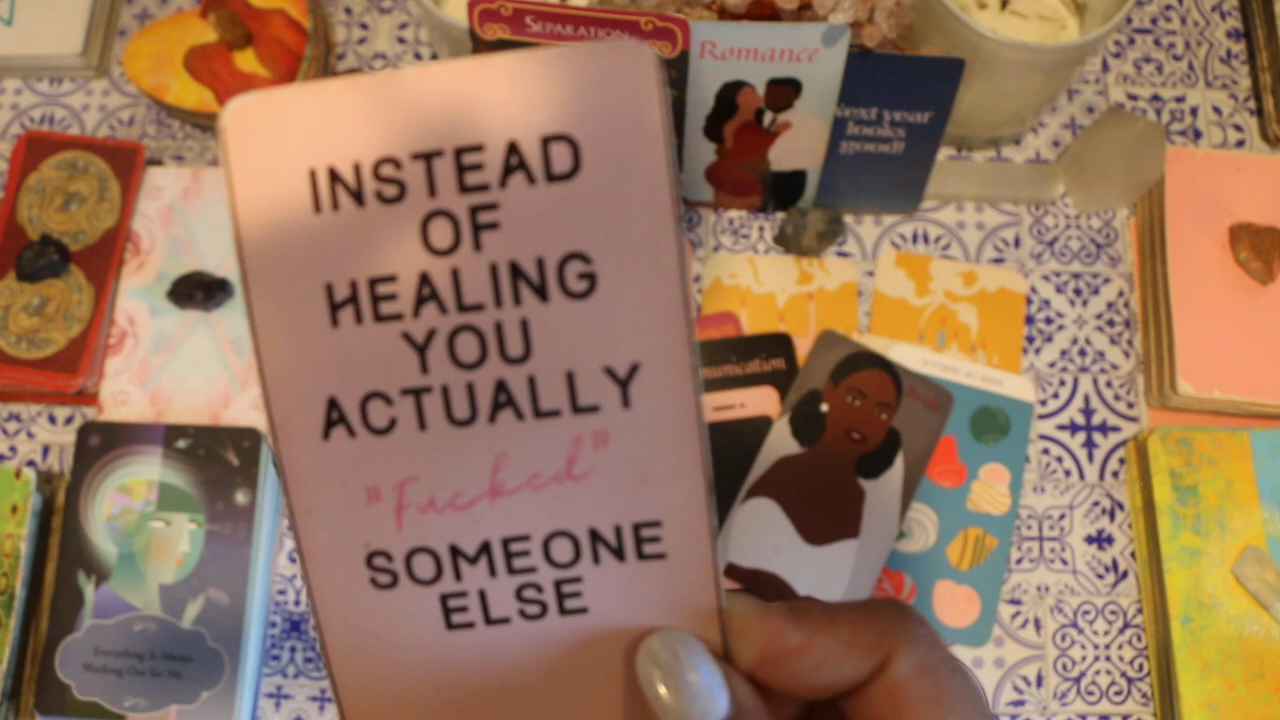 SEPARATION
Romance
Next year
looks
good!
INSTEAD
OF
HEALING
YOU
ACTUALLY
"Fucked"
SOMEONE
ELSE
munication
Everything Is Always
Working Out for Me